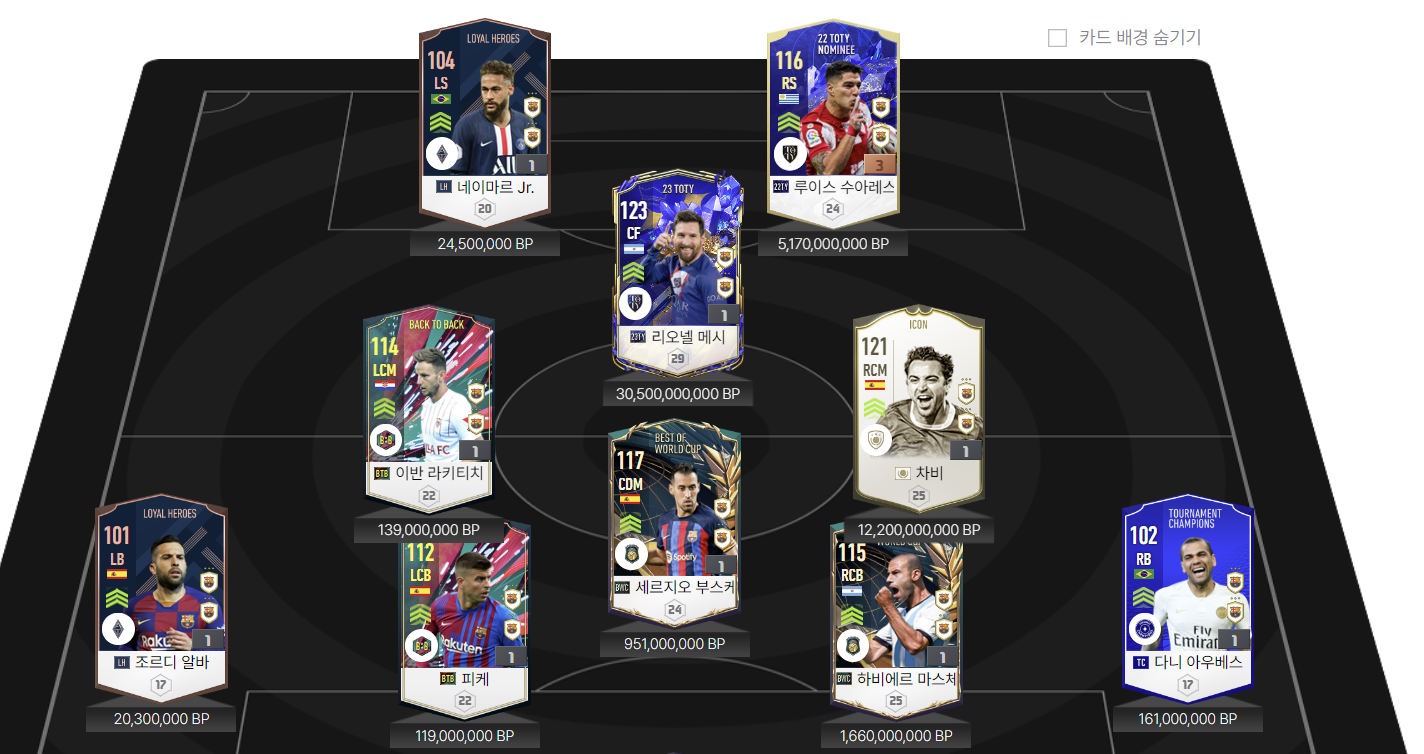 카드 배경 숨기기
LOYAL HEROES
104
LS
1
LH 네이마르 Jr.
20
24,500,000 BP
22 TOTY
NOMINEE
116
RS
3
22TY 루이스 수아레스
24
5,170,000,000 BP
23 TOTY
123
CF
1
23TY 리오넬 메시
29
30,500,000,000 BP
BACK TO BACK
114
LCM
1
BTB 이반 라키티치
22
139,000,000 BP
ICON
121
RCM
1
차비
25
12,200,000,000 BP
BEST OF
WORLD CUP
117
CDM
Spotify
1
BWC 세르지오 부스케
24
951,000,000 BP
LOYAL HEROES
101
LB
Raku
1
LH 조르디 알바
17
20,300,000 BP
112
LCB
Rakuten
1
BTB 피케
22
119,000,000 BP
WORLD CUP
115
RCB
1
BWC 하비에르 마스체
25
1,660,000,000 BP
TOURNAMENT
CHAMPIONS
102
RB
Fly
Emirat
1
TC 다니 아우베스
17
161,000,000 BP